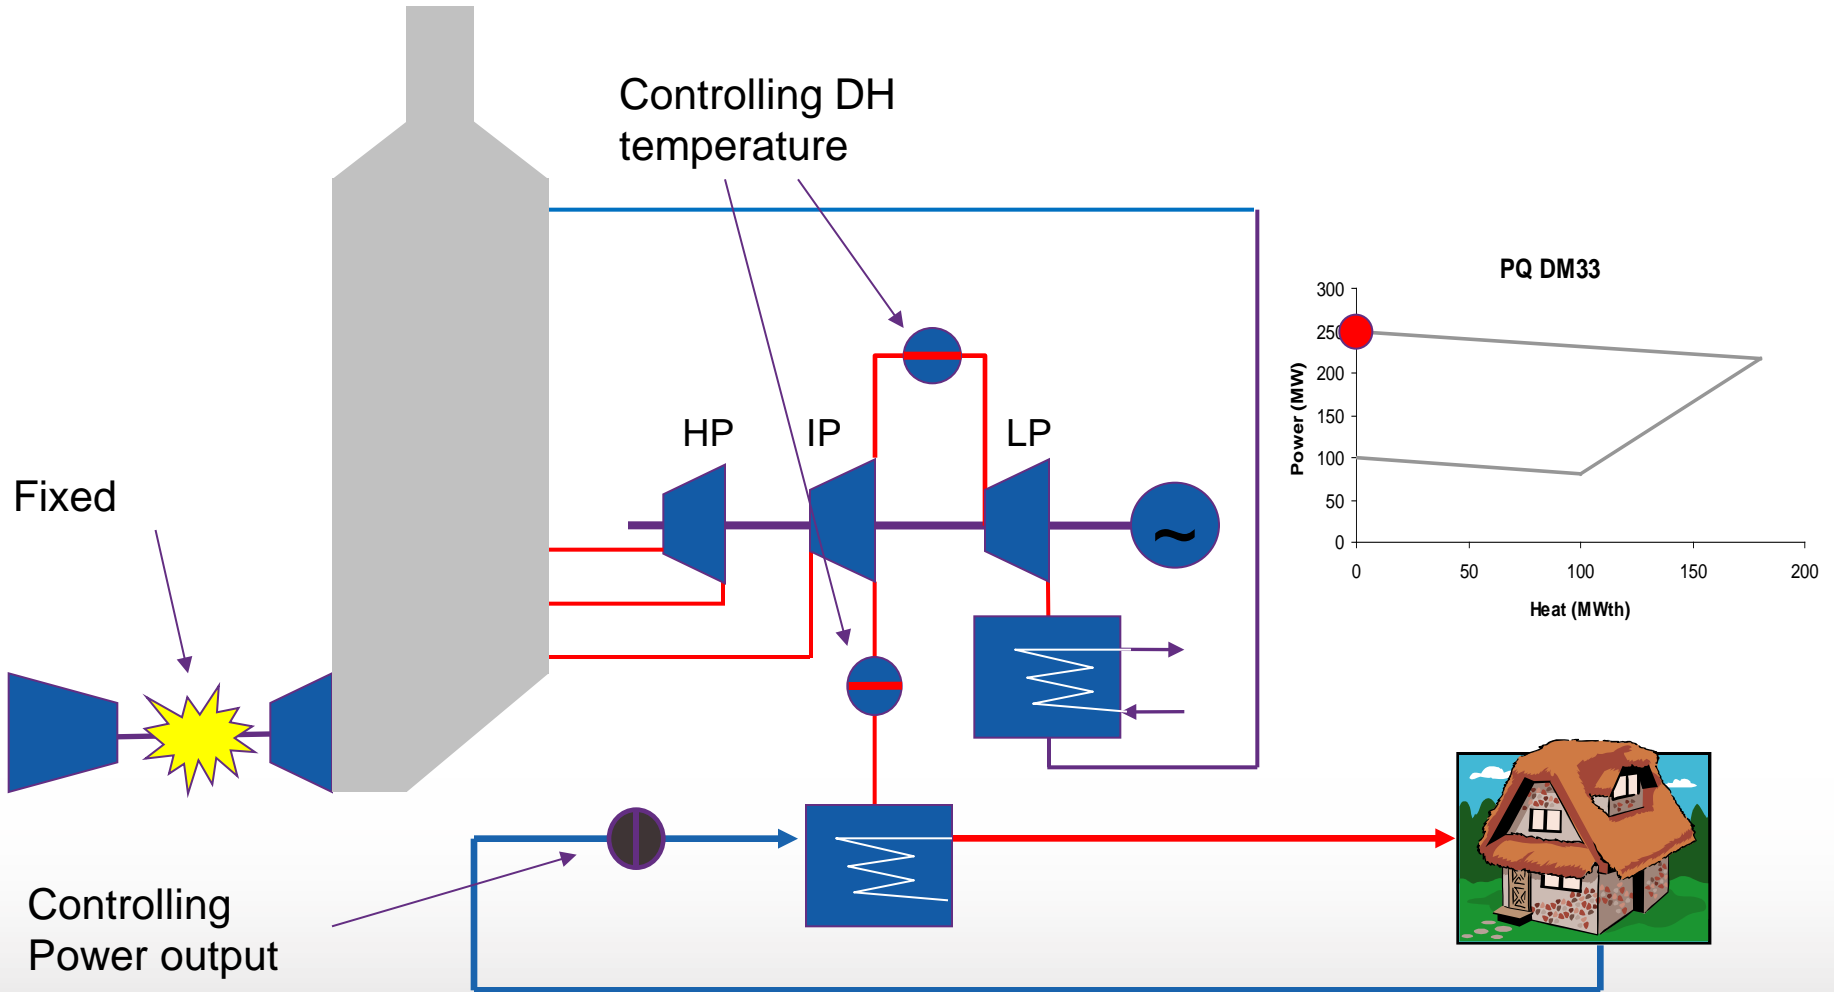 Controlling DH
temperature
PQ DM33
300
250
200
150
100
50
0
Power (MW)
0 50 100 150 200
Heat (MWth)
HP IP LP
Fixed
~
Controlling
Power output